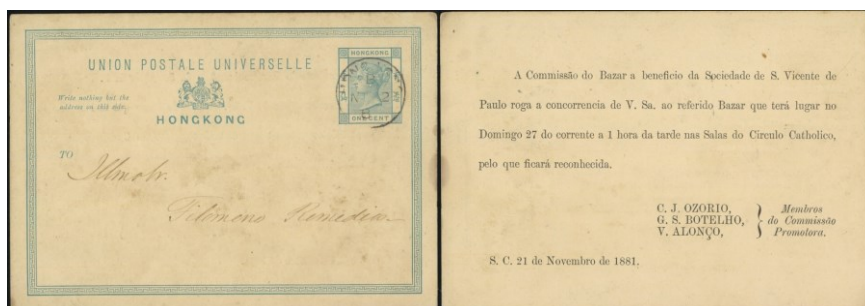 UNION POSTALE UNIVERSELLE
HONGKONG
ONE CENT
Write nothing but the
address on this side.
HONGKONG
TO
Illmo Sr.
Filomeno Remedios
A Commissão do Bazar a beneficio da Sociedade de S. Vicente de
Paulo roga a concorrencia de V. Sa. ao referido Bazar que terá lugar no
Domingo 27 do corrente a 1 hora da tarde nas Salas do Circulo Catholico,
pelo que ficará reconhecida.
C. J. OZORIO,
G. S. BOTELHO,
V. ALONÇO,
Membros
do Commissão
Promotora.
S. C. 21 de Novembro de 1881.